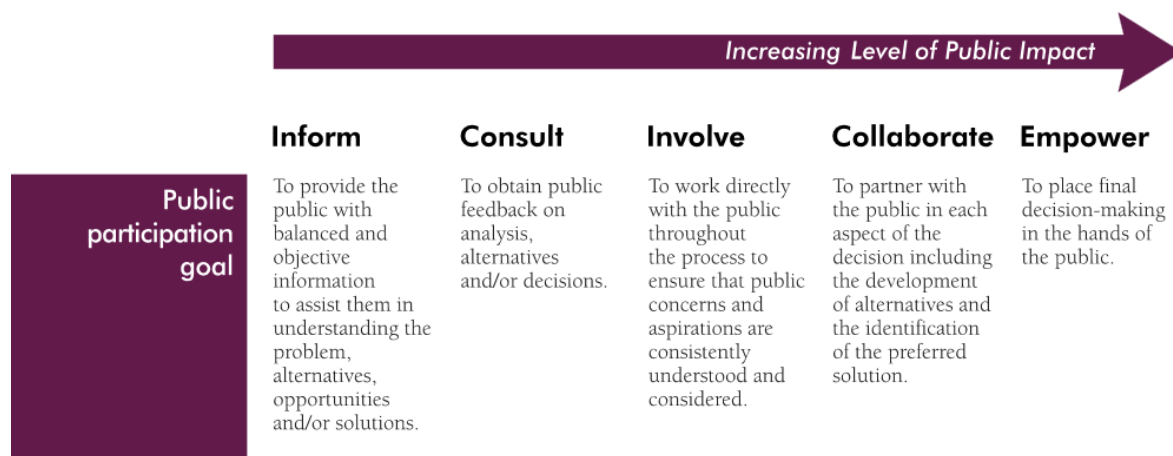 Increasing Level of Public Impact
Inform
Consult
Involve
Collaborate
Empower
Public
participation
goal
To provide the
public with
balanced and
objective
information
to assist them in
understanding the
problem,
alternatives,
opportunities
and/or solutions.
To obtain public
feedback on
analysis,
alternatives
and/or decisions.
To work directly
with the public
throughout
the process to
ensure that public
concerns and
aspirations are
consistently
understood and
considered.
To partner with
the public in each
aspect of the
decision including
the development
of alternatives and
the identification
of the preferred
solution.
To place final
decision-making
in the hands of
the public.